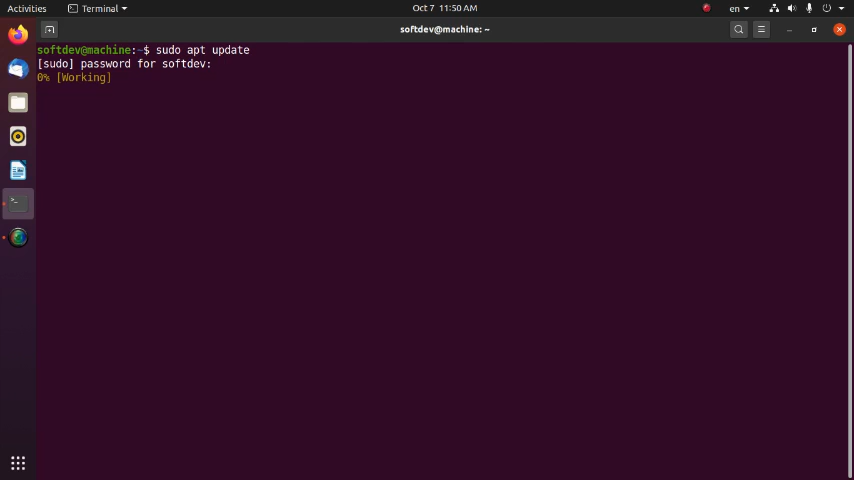 Activities
Terminal
Oct 7 11:50 AM
en
softdev@machine: ~
softdev@machine:~$ sudo apt update
[sudo] password for softdev:
0% [Working]